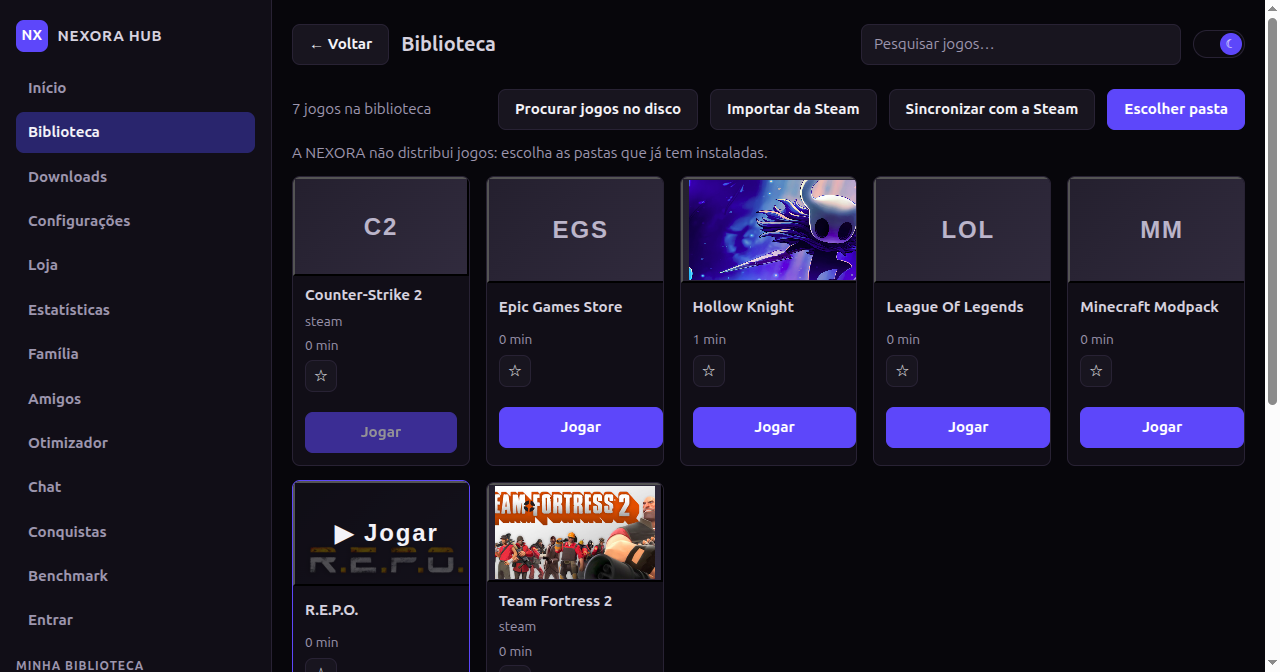 NX NEXORA HUB
Início
Biblioteca
Downloads
Configurações
Loja
Estatísticas
Família
Amigos
Otimizador
Chat
Conquistas
Benchmark
Entrar
MINHA BIBLIOTECA
← Voltar Biblioteca Pesquisar jogos...
7 jogos na biblioteca Procurar jogos no disco Importar da Steam Sincronizar com a Steam Escolher pasta
A NEXORA não distribui jogos: escolha as pastas que já tem instaladas.
C2
Counter-Strike 2
steam
0 min
☆
Jogar
EGS
Epic Games Store
0 min
☆
Jogar
Hollow Knight
1 min
☆
Jogar
LOL
League Of Legends
0 min
☆
Jogar
MM
Minecraft Modpack
0 min
☆
Jogar
▶ Jogar
R.E.P.O.
R.E.P.O.
0 min
TEAM FORTRESS 2
Team Fortress 2
steam
0 min